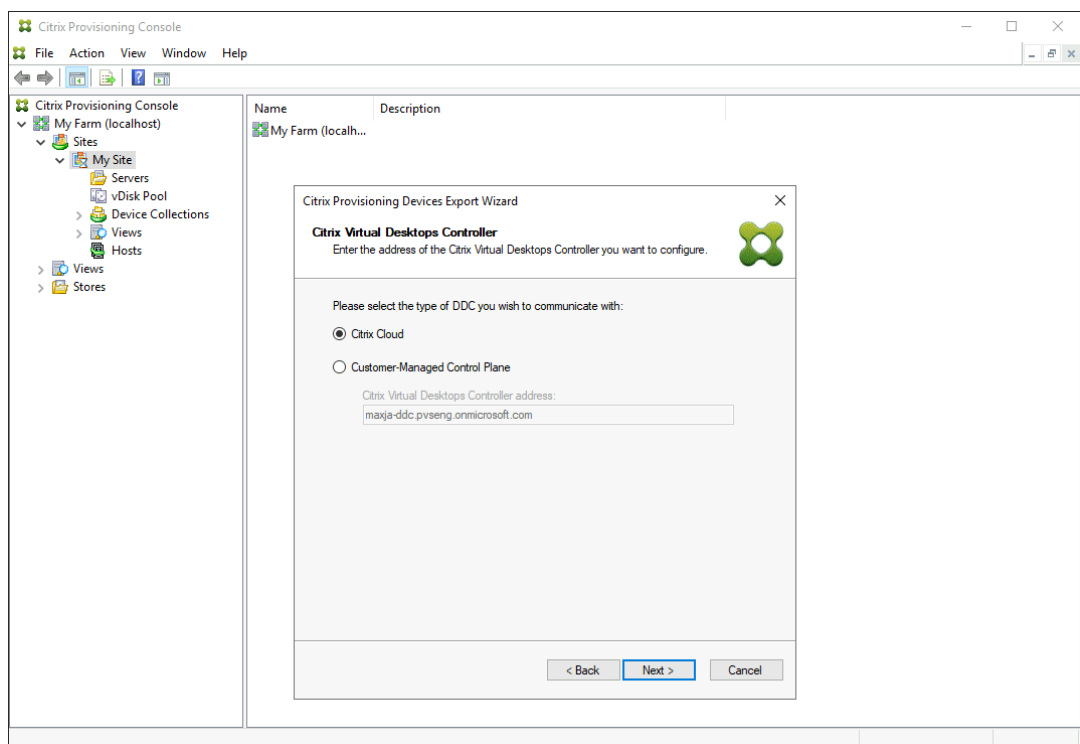 Citrix Provisioning Console
File Action View Window Help
Citrix Provisioning Console
My Farm (localhost)
Sites
My Site
Servers
vDisk Pool
Device Collections
Views
Hosts
Views
Stores
Name Description
My Farm (localh...
Citrix Provisioning Devices Export Wizard
Citrix Virtual Desktops Controller
Enter the address of the Citrix Virtual Desktops Controller you want to configure.
Please select the type of DDC you wish to communicate with:
Citrix Cloud
Customer-Managed Control Plane
Citrix Virtual Desktops Controller address:
maxja-ddc.pvseng.onmicrosoft.com
< Back Next > Cancel